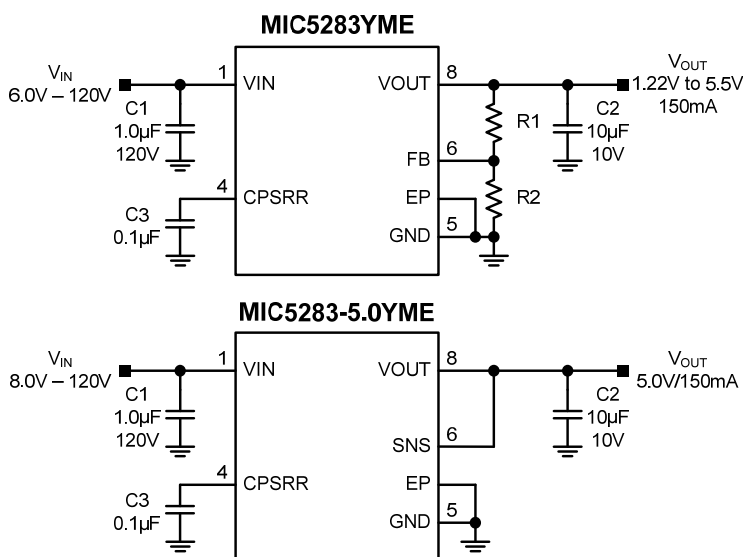 MIC5283YME
VIN
6.0V – 120V
1
VIN
VOUT
8
VOUT
1.22V to 5.5V
150mA
C1
1.0µF
120V
R1
C2
10µF
10V
FB
6
4
CPSRR
EP
R2
C3
0.1µF
GND
5
MIC5283-5.0YME
VIN
8.0V – 120V
1
VIN
VOUT
8
VOUT
5.0V/150mA
C1
1.0µF
120V
C2
10µF
10V
SNS
6
4
CPSRR
EP
C3
0.1µF
GND
5